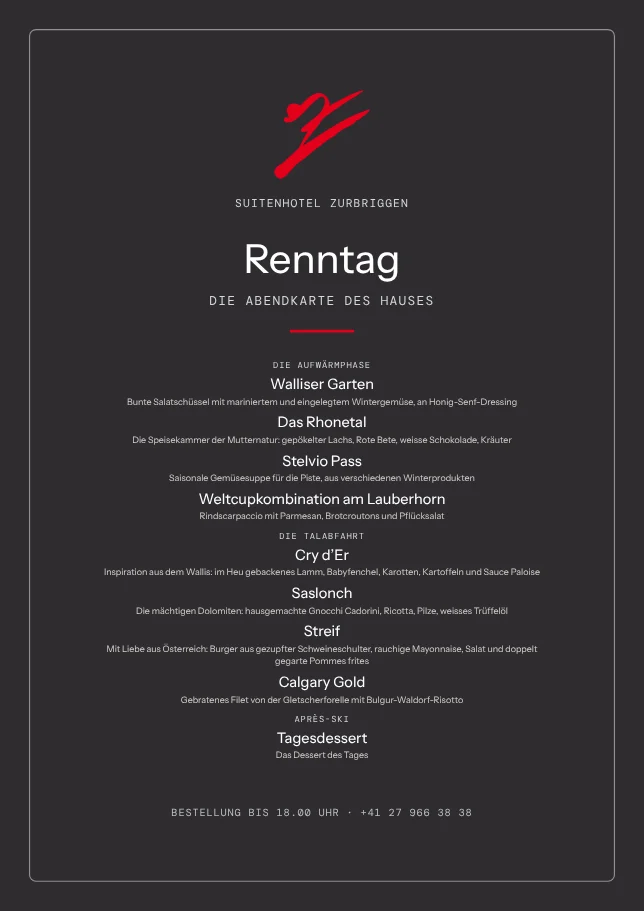 SUITENHOTEL ZURBRIGGEN
Renntag
DIE ABENDKARTE DES HAUSES
DIE AUFWÄRMPHASE
Walliser Garten
Bunte Salatschüssel mit mariniertem und eingelegtem Wintergemüse, an Honig-Senf-Dressing
Das Rhonetal
Die Speisekammer der Mutternatur: gepökelter Lachs, Rote Bete, weisse Schokolade, Kräuter
Stelvio Pass
Saisonale Gemüsesuppe für die Piste, aus verschiedenen Winterprodukten
Weltcupkombination am Lauberhorn
Rindscarpaccio mit Parmesan, Brotcroutons und Pflücksalat
DIE TALABFAHRT
Cry d’Er
Inspiration aus dem Wallis: im Heu gebackenes Lamm, Babyfenchel, Karotten, Kartoffeln und Sauce Paloise
Saslonch
Die mächtigen Dolomiten: hausgemachte Gnocchi Cadorini, Ricotta, Pilze, weisses Trüffelöl
Streif
Mit Liebe aus Österreich: Burger aus gezupfter Schweineschulter, rauchige Mayonnaise, Salat und doppelt
gegarte Pommes frites
Calgary Gold
Gebratenes Filet von der Gletscherforelle mit Bulgur-Waldorf-Risotto
APRÈS-SKI
Tagesdessert
Das Dessert des Tages
BESTELLUNG BIS 18.00 UHR · +41 27 966 38 38